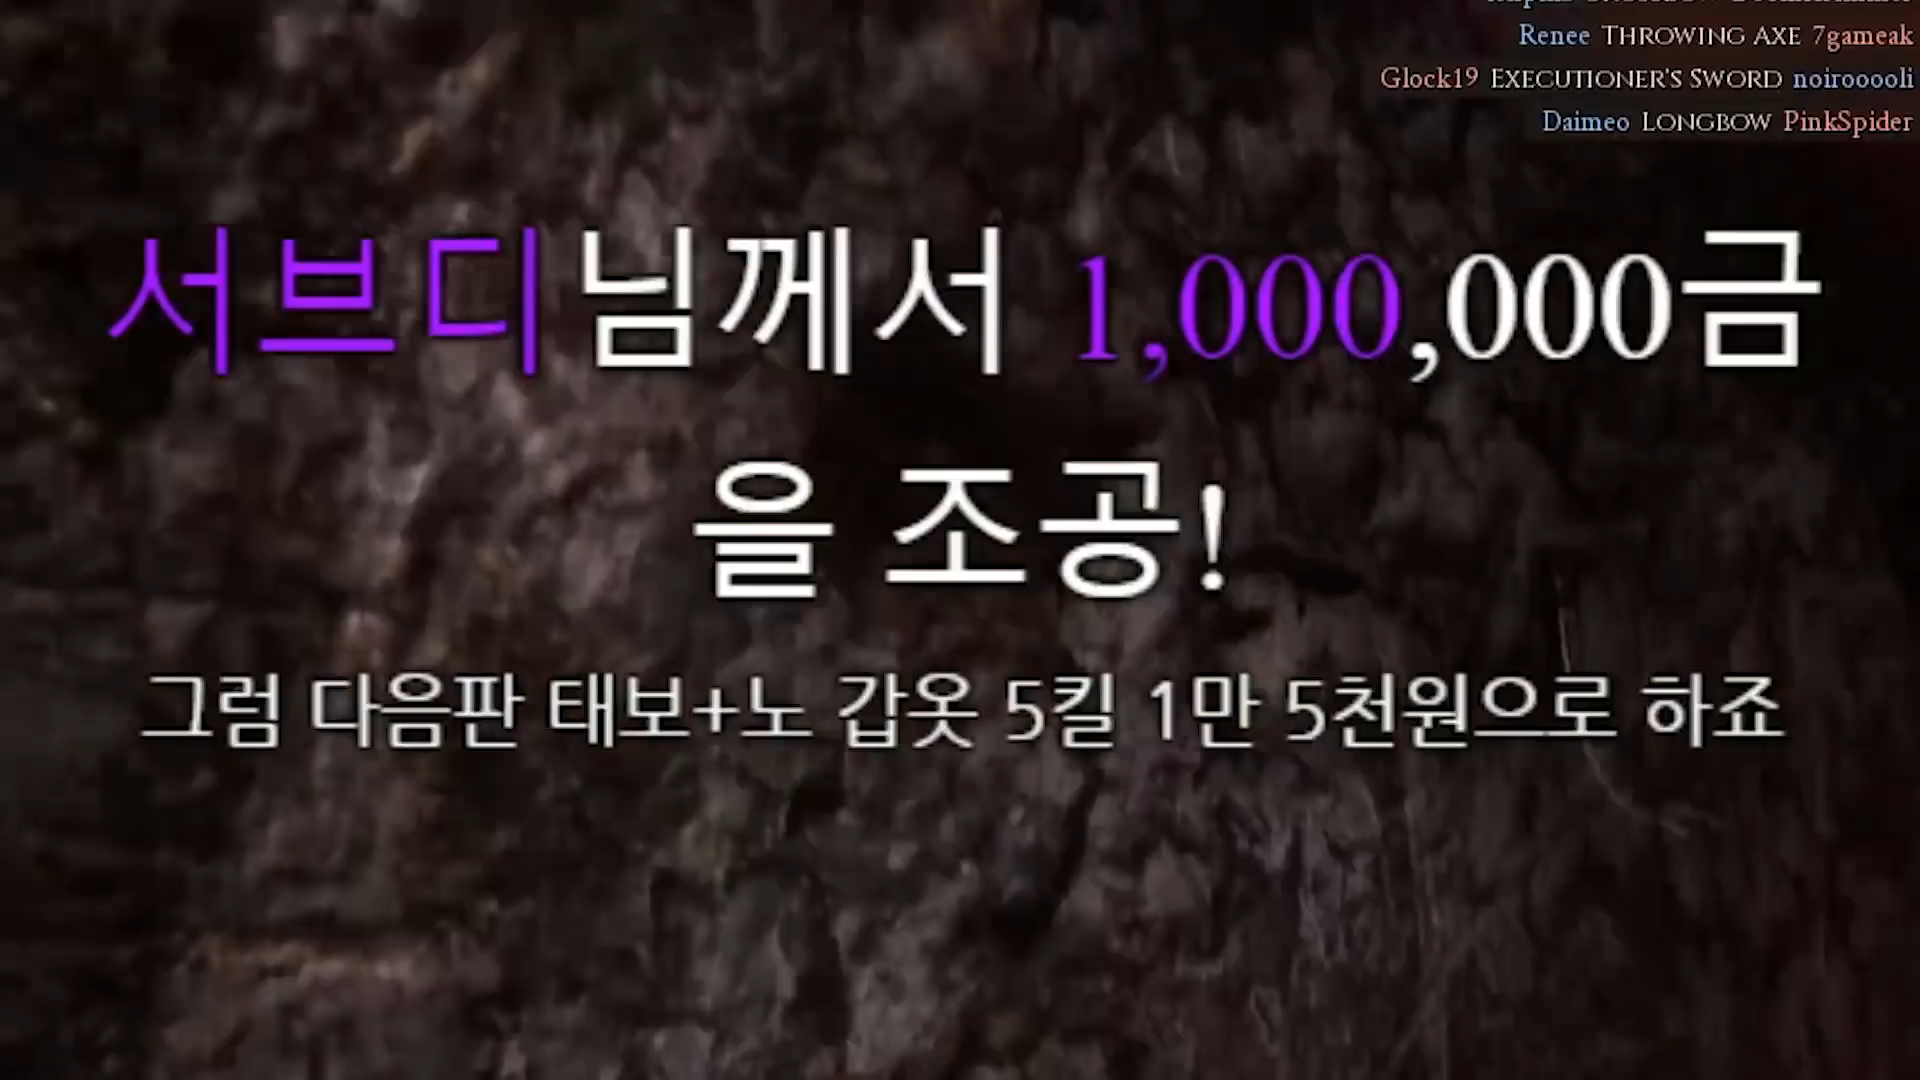 Renee THROWING AXE 7gameak
Glock19 EXECUTIONER'S SWORD noirooooli
Daimeo LONGBOW PinkSpider
서브디님께서 1,000,000금
을 조공!
그럼 다음판 태보+노 갑옷 5킬 1만 5천원으로 하죠